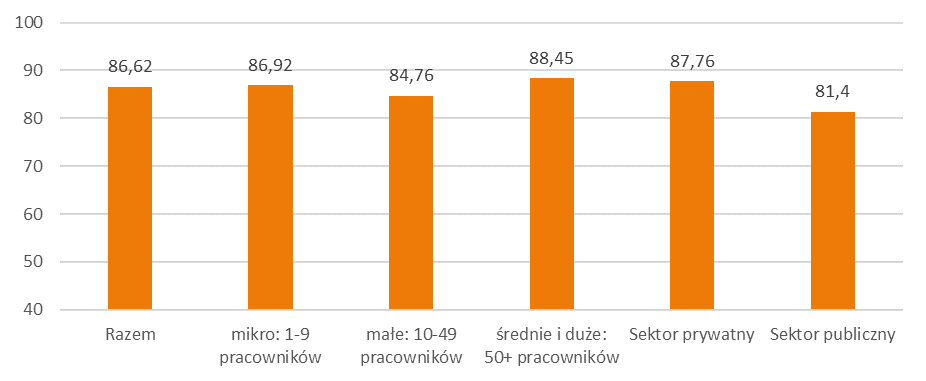 100
90
80
70
60
50
40
86,62
86,92
84,76
88,45
87,76
81,4
Razem
mikro: 1-9
pracowników
małe: 10-49
pracowników
średnie i duże:
50+ pracowników
Sektor prywatny
Sektor publiczny